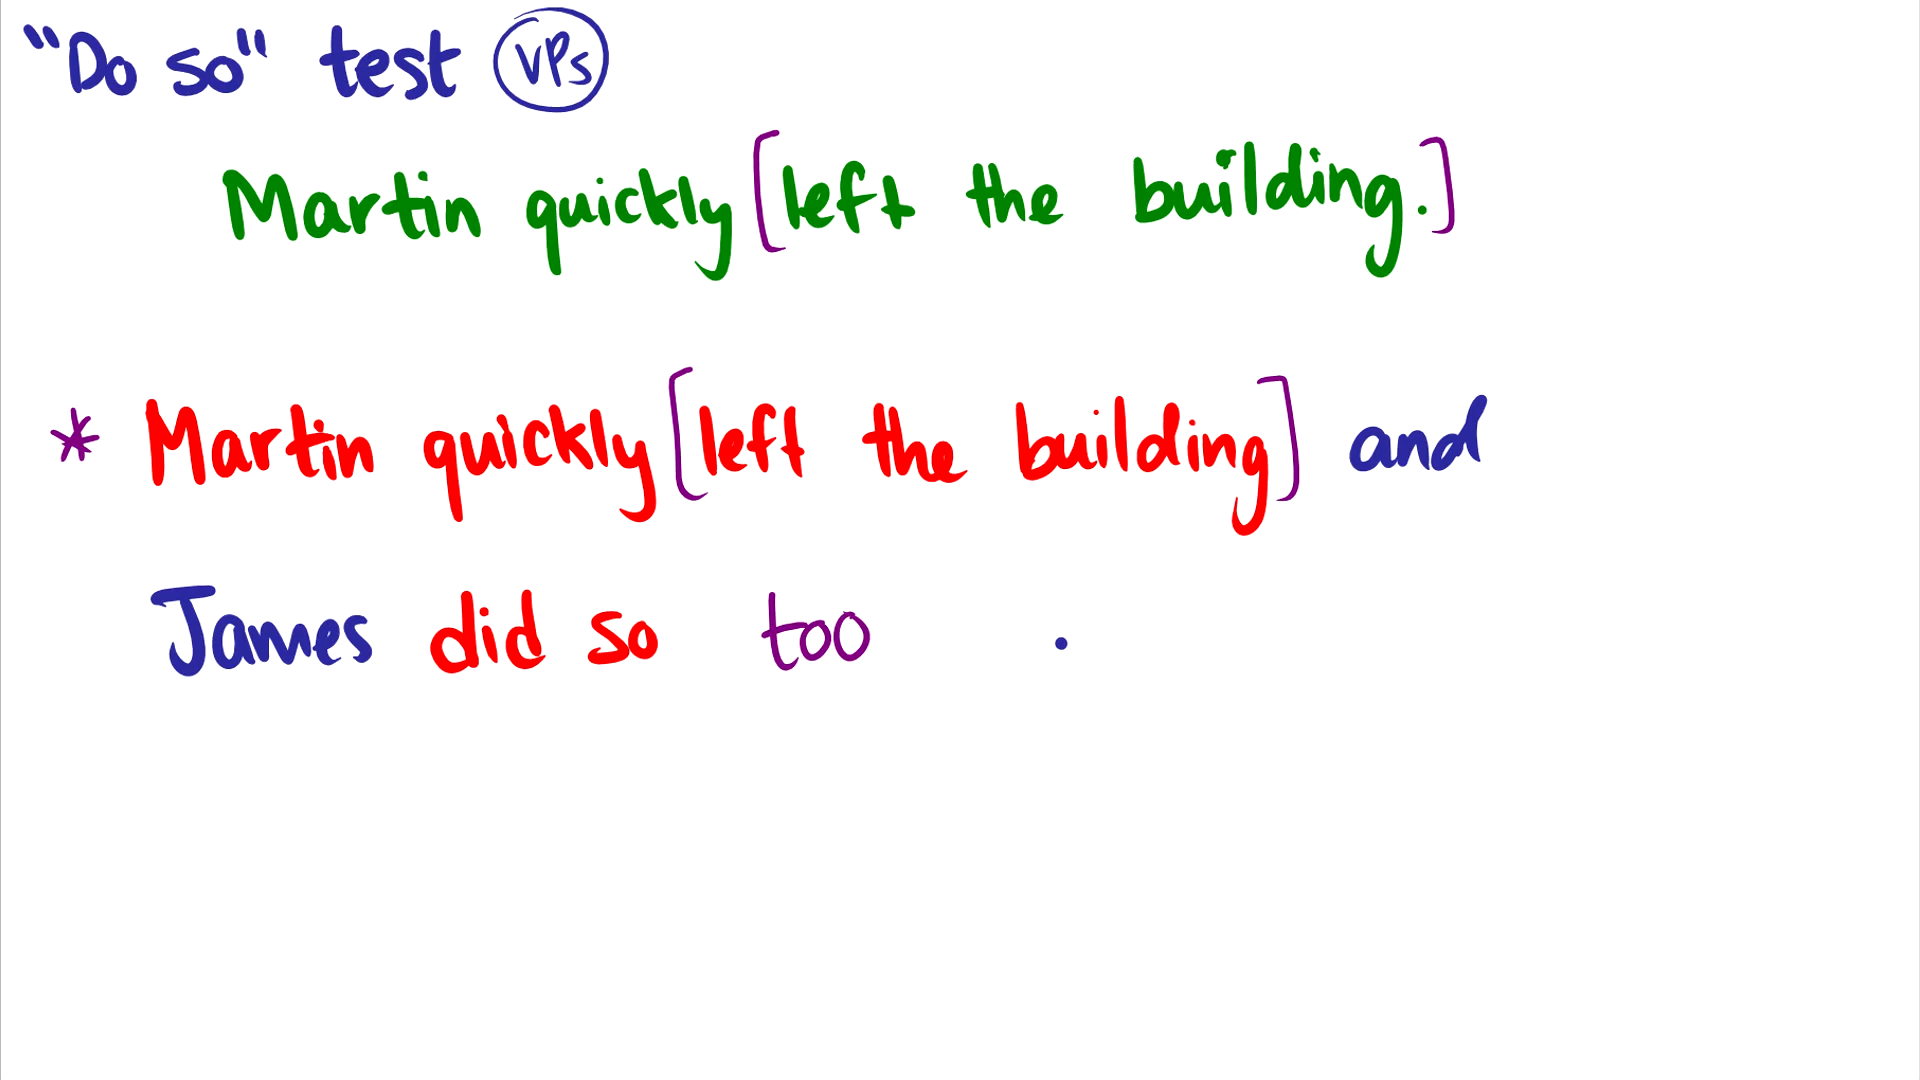 "Do so" test VPs
Martin quickly [left the building.]
* Martin quickly [left the building] and
James did so too .